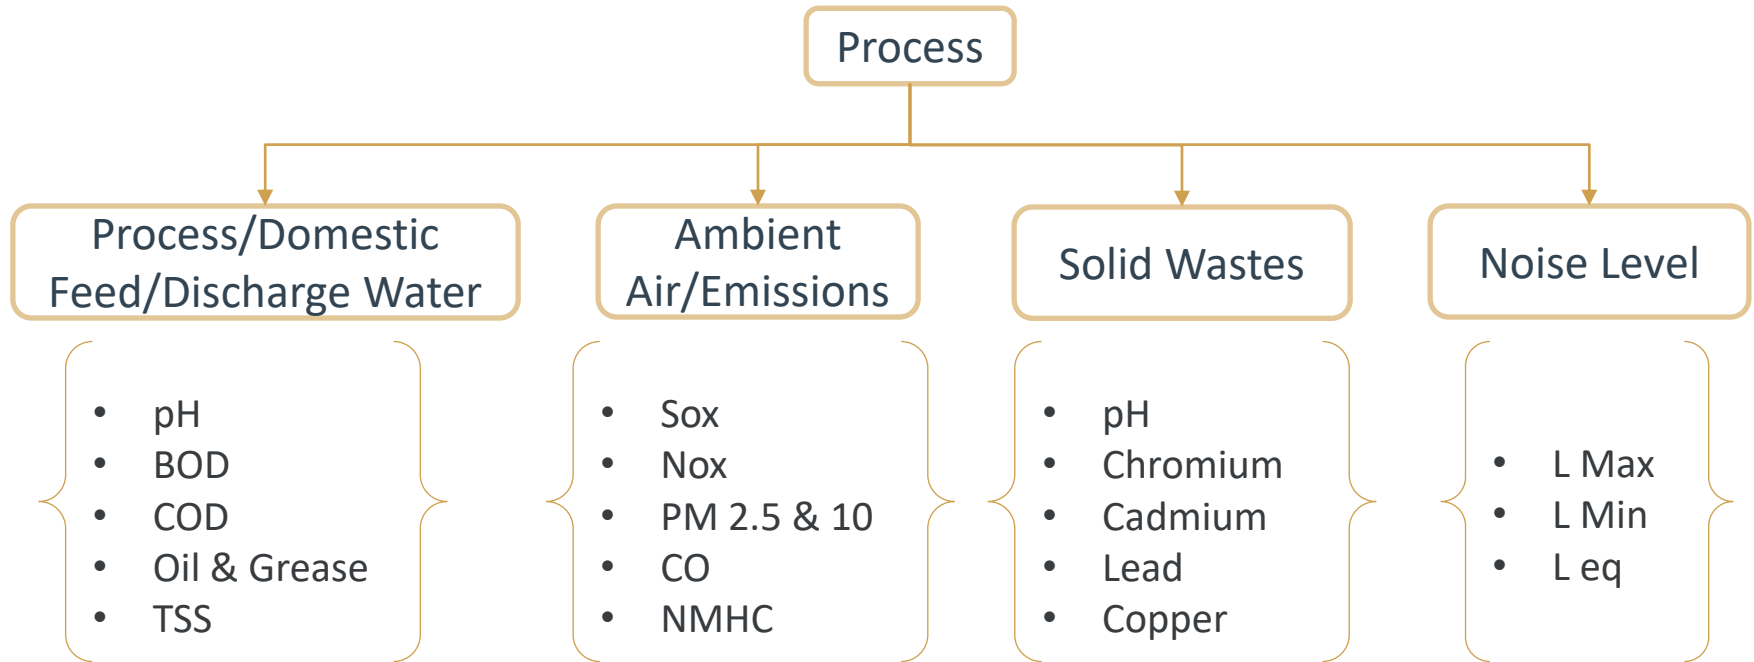 Process
Process/Domestic
Feed/Discharge Water
• pH
• BOD
• COD
• Oil & Grease
• TSS
Ambient
Air/Emissions
• Sox
• Nox
• PM 2.5 & 10
• CO
• NMHC
Solid Wastes
• pH
• Chromium
• Cadmium
• Lead
• Copper
Noise Level
• L Max
• L Min
• L eq